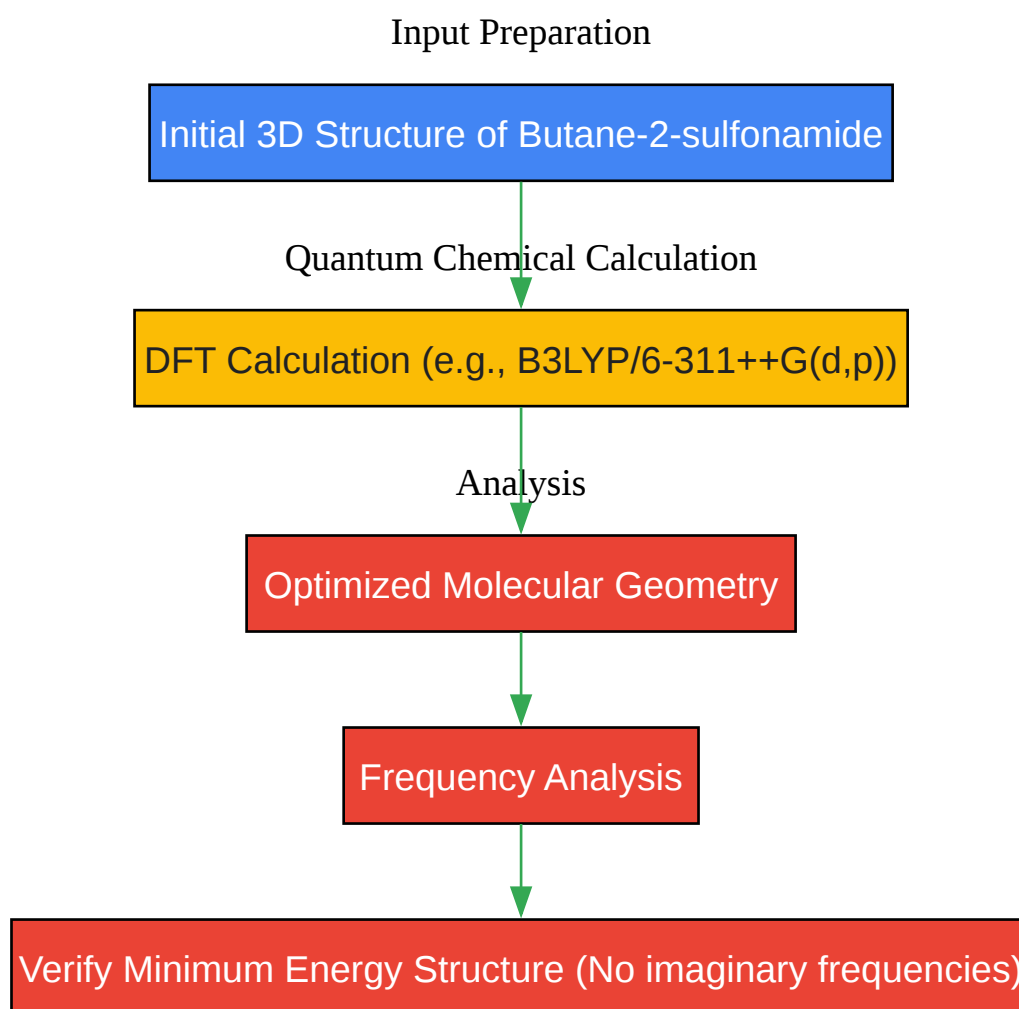 Input Preparation
Initial 3D Structure of Butane-2-sulfonamide
Quantum Chemical Calculation
DFT Calculation (e.g., B3LYP/6-311++G(d,p))
Analysis
Optimized Molecular Geometry
Frequency Analysis
Verify Minimum Energy Structure (No imaginary frequencies)